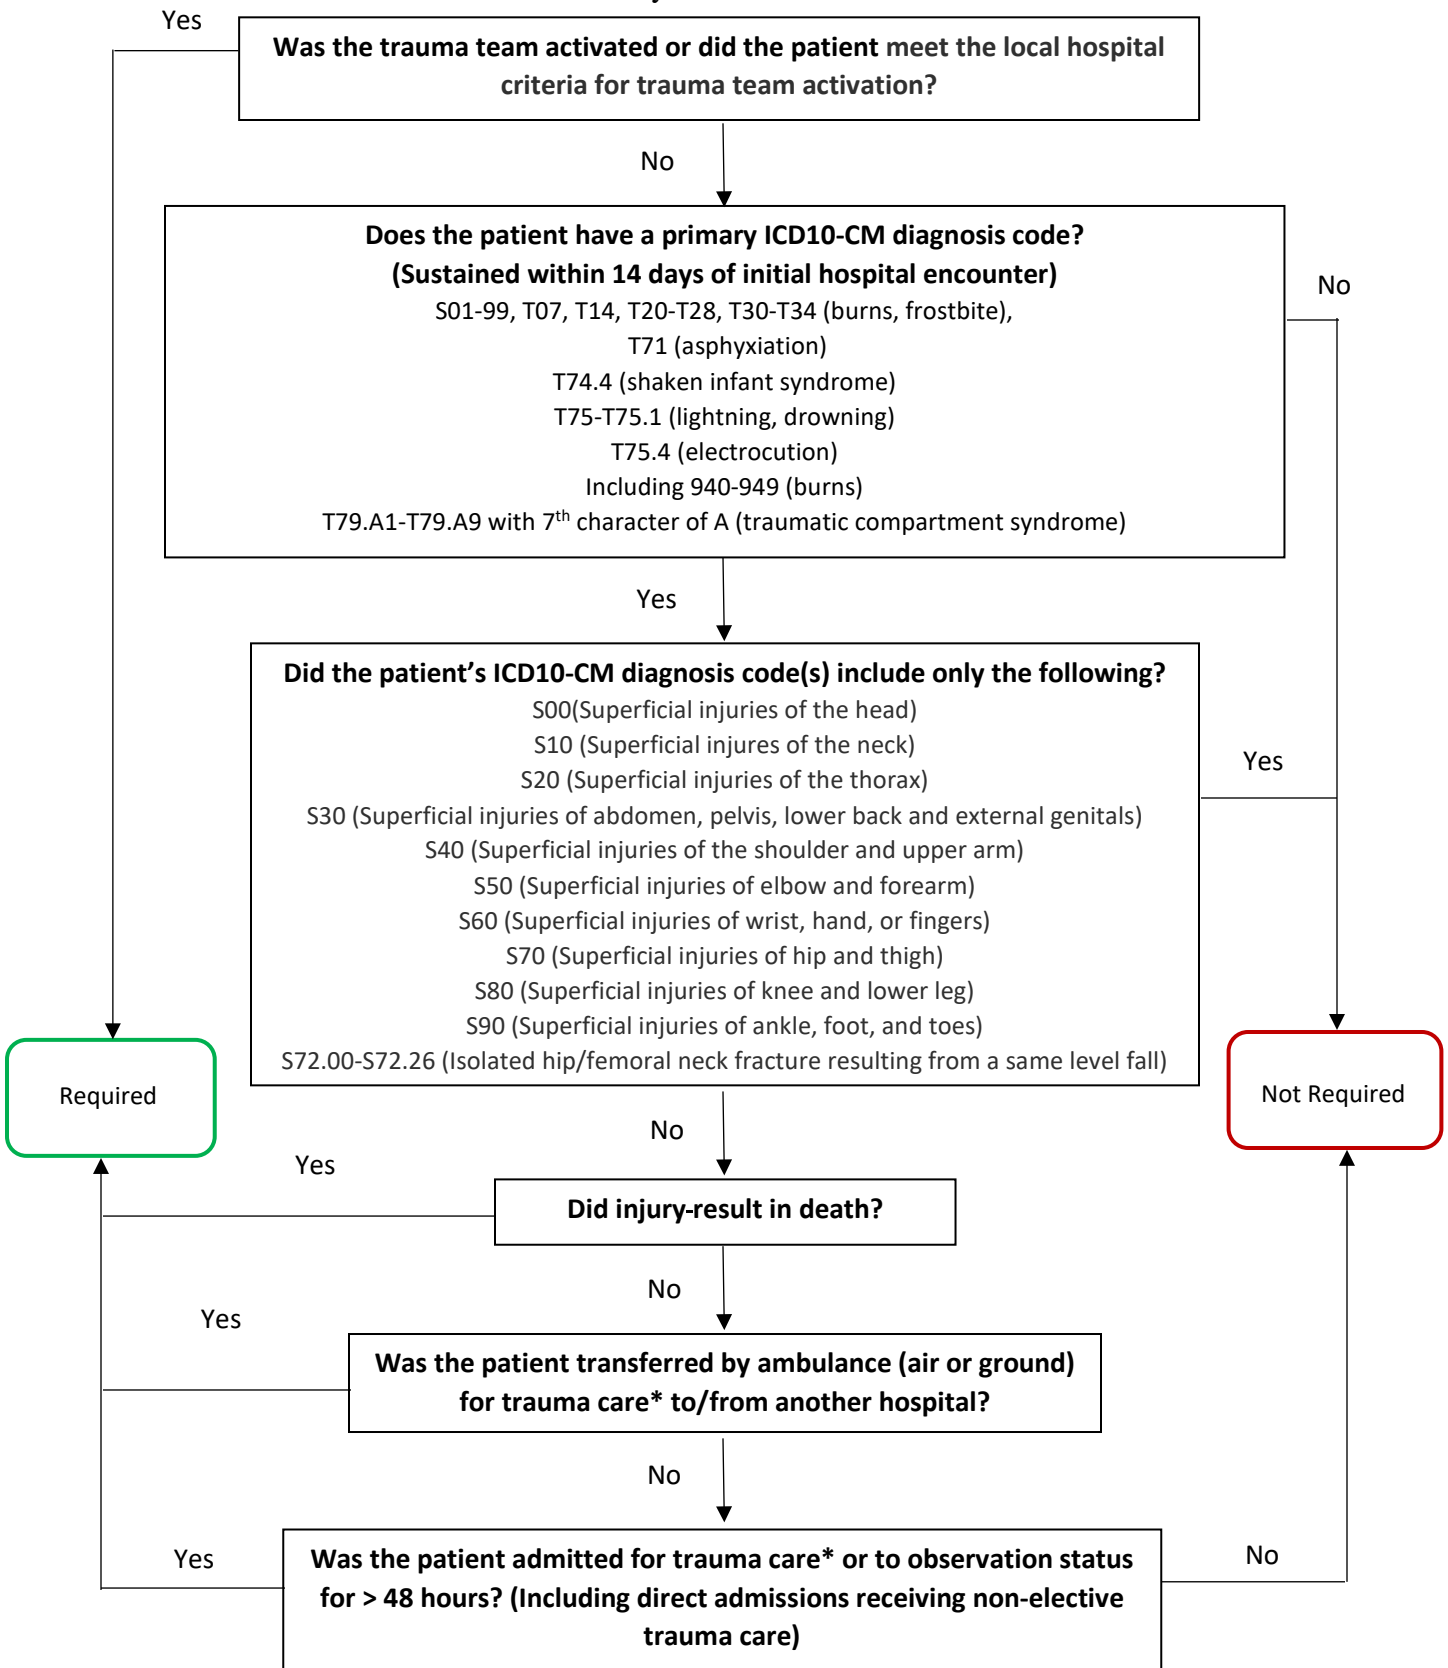 Yes
Was the trauma team activated or did the patient meet the local hospital
criteria for trauma team activation?
No
Does the patient have a primary ICD10-CM diagnosis code?
(Sustained within 14 days of initial hospital encounter)
No
S01-99, T07, T14, T20-T28, T30-T34 (burns, frostbite),
T71 (asphyxiation)
T74.4 (shaken infant syndrome)
T75-T75.1 (lightning, drowning)
T75.4 (electrocution)
Including 940-949 (burns)
T79.A1-T79.A9 with 7th character of A (traumatic compartment syndrome)
Yes
Did the patient’s ICD10-CM diagnosis code(s) include only the following?
S00(Superficial injuries of the head)
S10 (Superficial injures of the neck)
S20 (Superficial injuries of the thorax)
Yes
S30 (Superficial injuries of abdomen, pelvis, lower back and external genitals)
S40 (Superficial injuries of the shoulder and upper arm)
S50 (Superficial injuries of elbow and forearm)
S60 (Superficial injuries of wrist, hand, or fingers)
S70 (Superficial injuries of hip and thigh)
S80 (Superficial injuries of knee and lower leg)
S90 (Superficial injuries of ankle, foot, and toes)
S72.00-S72.26 (Isolated hip/femoral neck fracture resulting from a same level fall)
Required
Not Required
No
Yes
Did injury-result in death?
No
Yes
Was the patient transferred by ambulance (air or ground)
for trauma care* to/from another hospital?
No
Yes
Was the patient admitted for trauma care* or to observation status
for > 48 hours? (Including direct admissions receiving non-elective
trauma care)
No